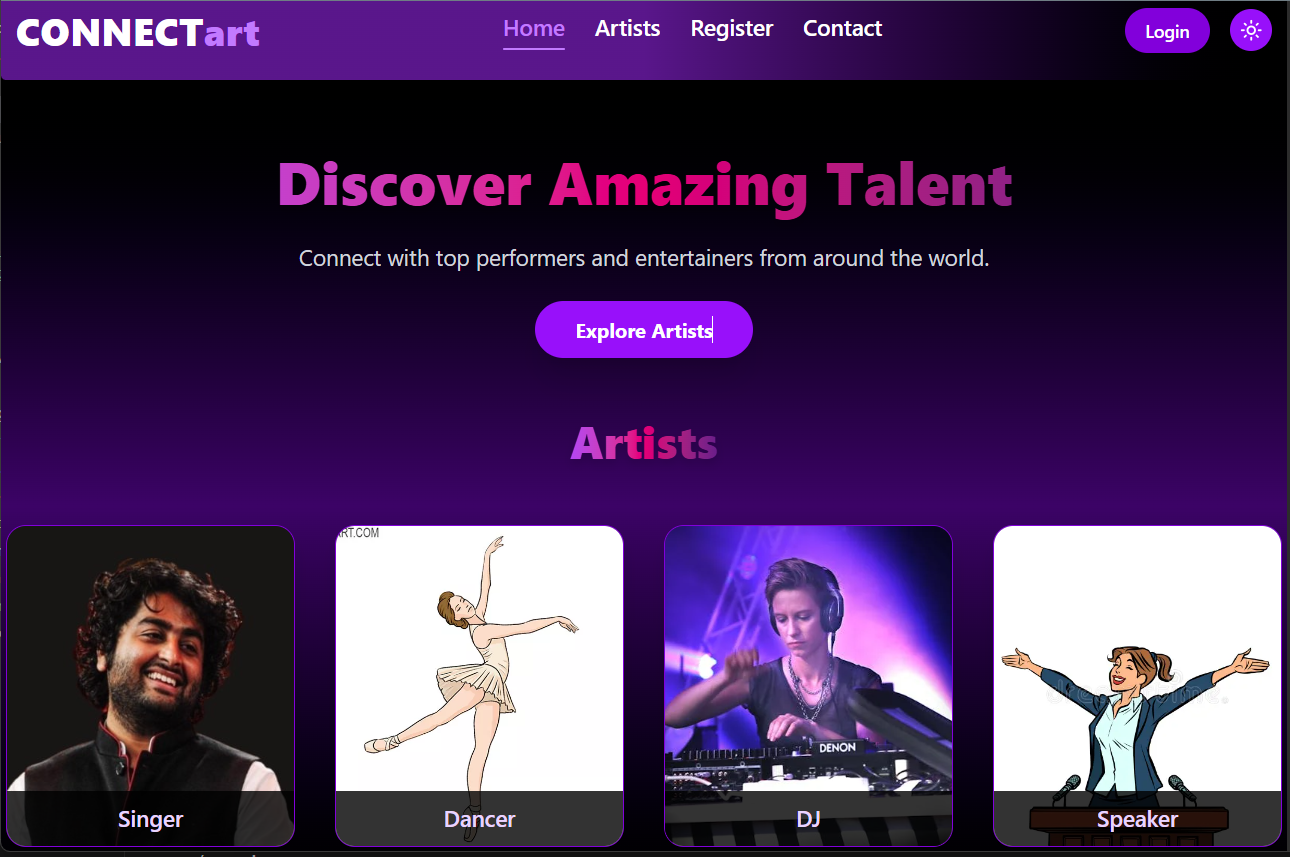 CONNECTart
Home Artists Register Contact
Login
Discover Amazing Talent
Connect with top performers and entertainers from around the world.
Explore Artists
Artists
ART.COM
DENON
Singer
Dancer
DJ
Speaker